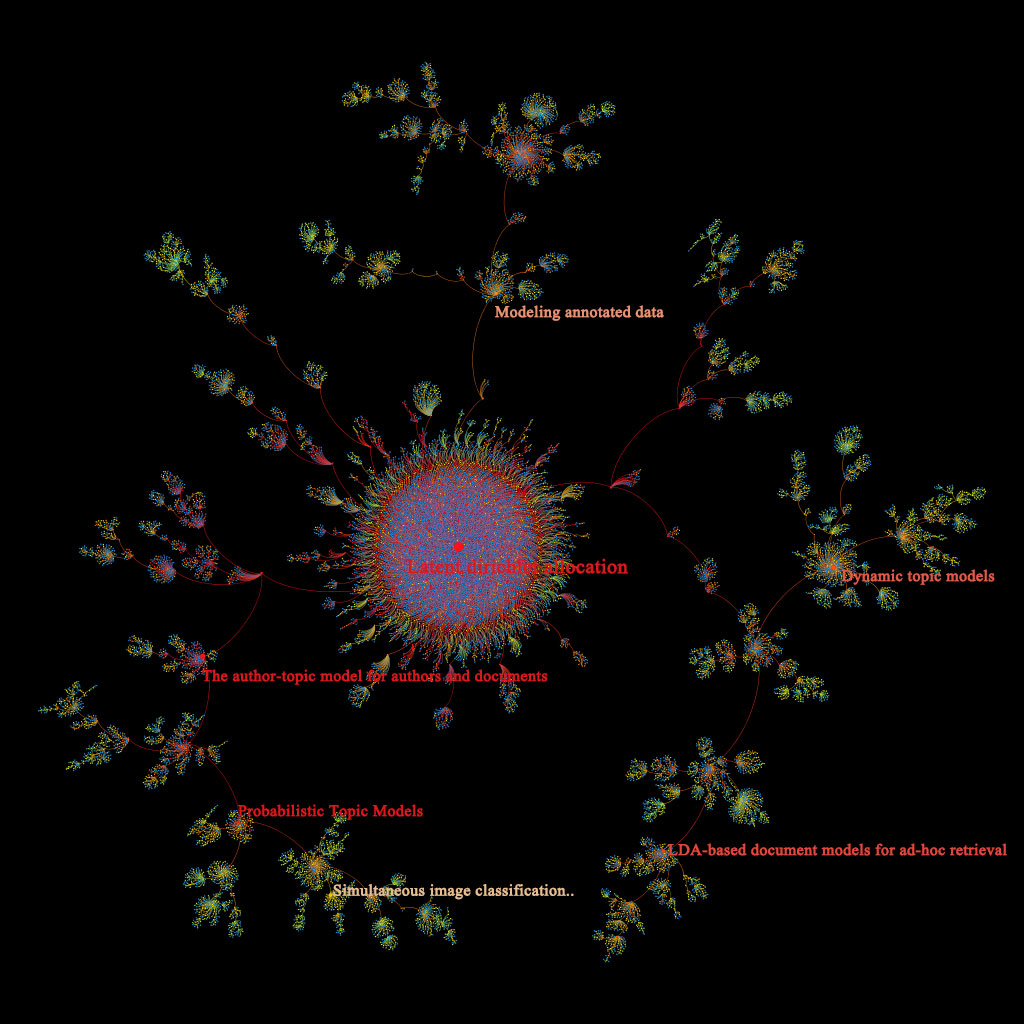 Modeling annotated data
Latent dirichlet allocation
Dynamic topic models
The author-topic model for authors and documents
Probabilistic Topic Models
LDA-based document models for ad-hoc retrieval
Simultaneous image classification..